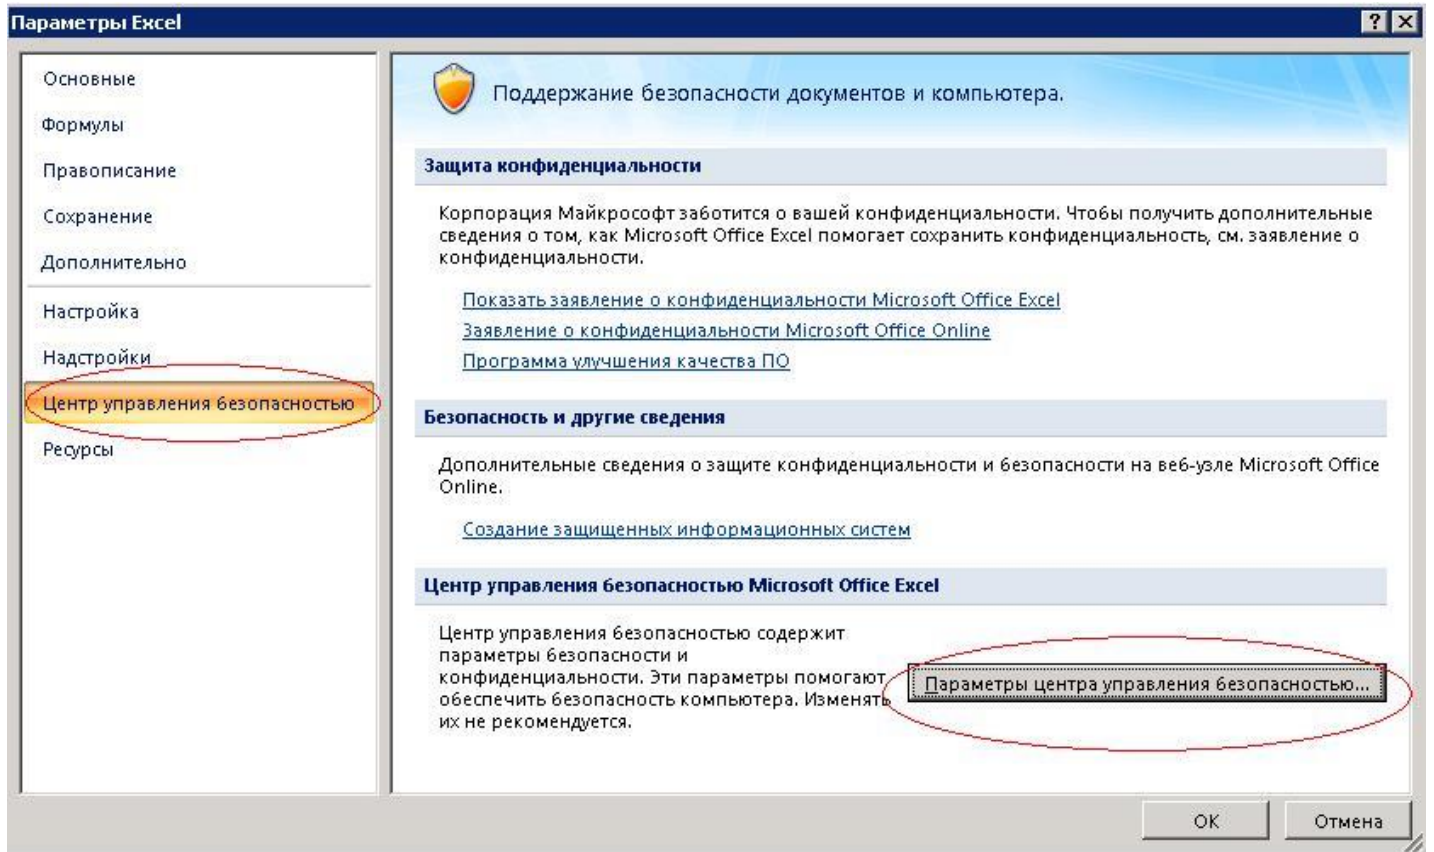 Параметры Excel
Основные
Формулы
Правописание
Сохранение
Дополнительно
Настройка
Надстройки
Центр управления безопасностью
Ресурсы
Поддержание безопасности документов и компьютера.
Защита конфиденциальности
Корпорация Майкрософт заботится о вашей конфиденциальности. Чтобы получить дополнительные
сведения о том, как Microsoft Office Excel помогает сохранить конфиденциальность, см. заявление о
конфиденциальности.
Показать заявление о конфиденциальности Microsoft Office Excel
Заявление о конфиденциальности Microsoft Office Online
Программа улучшения качества ПО
Безопасность и другие сведения
Дополнительные сведения о защите конфиденциальности и безопасности на веб-узле Microsoft Office
Online.
Создание защищенных информационных систем
Центр управления безопасностью Microsoft Office Excel
Центр управления безопасностью содержит
параметры безопасности и
конфиденциальности. Эти параметры помогают
обеспечить безопасность компьютера. Изменять
их не рекомендуется.
Параметры центра управления безопасностью...
ОК
Отмена